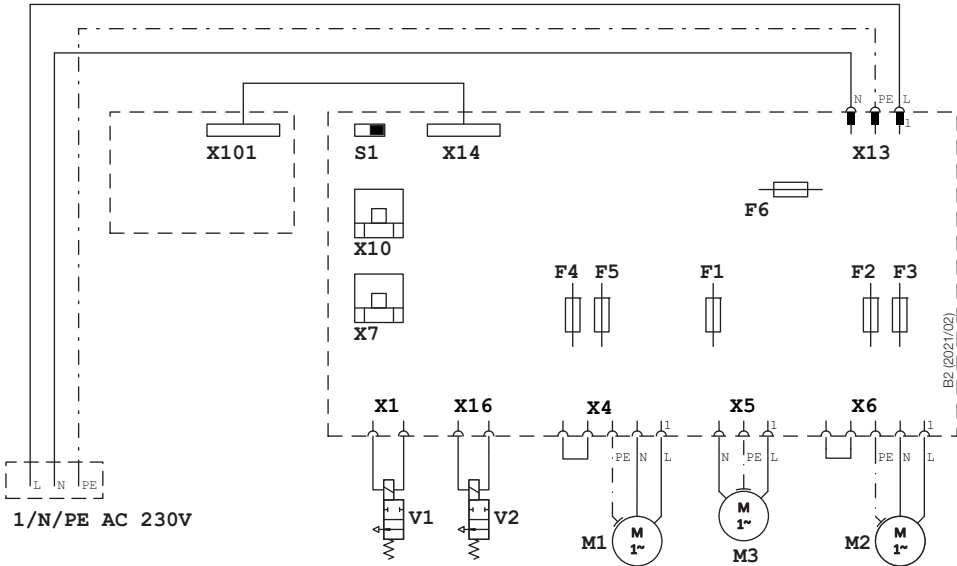 N PE L
1
X101
S1
X14
X13
F6
X10
F4 F5 F1 F2 F3
X7
B2 (2021/02)
X1 X16 X4 X5 X6
1 1 1
PE N L
N PE L
PE N L
L N PE
1/N/PE AC 230V
V1
V2
M1
M
1~
M
1~
M3
M2
M
1~